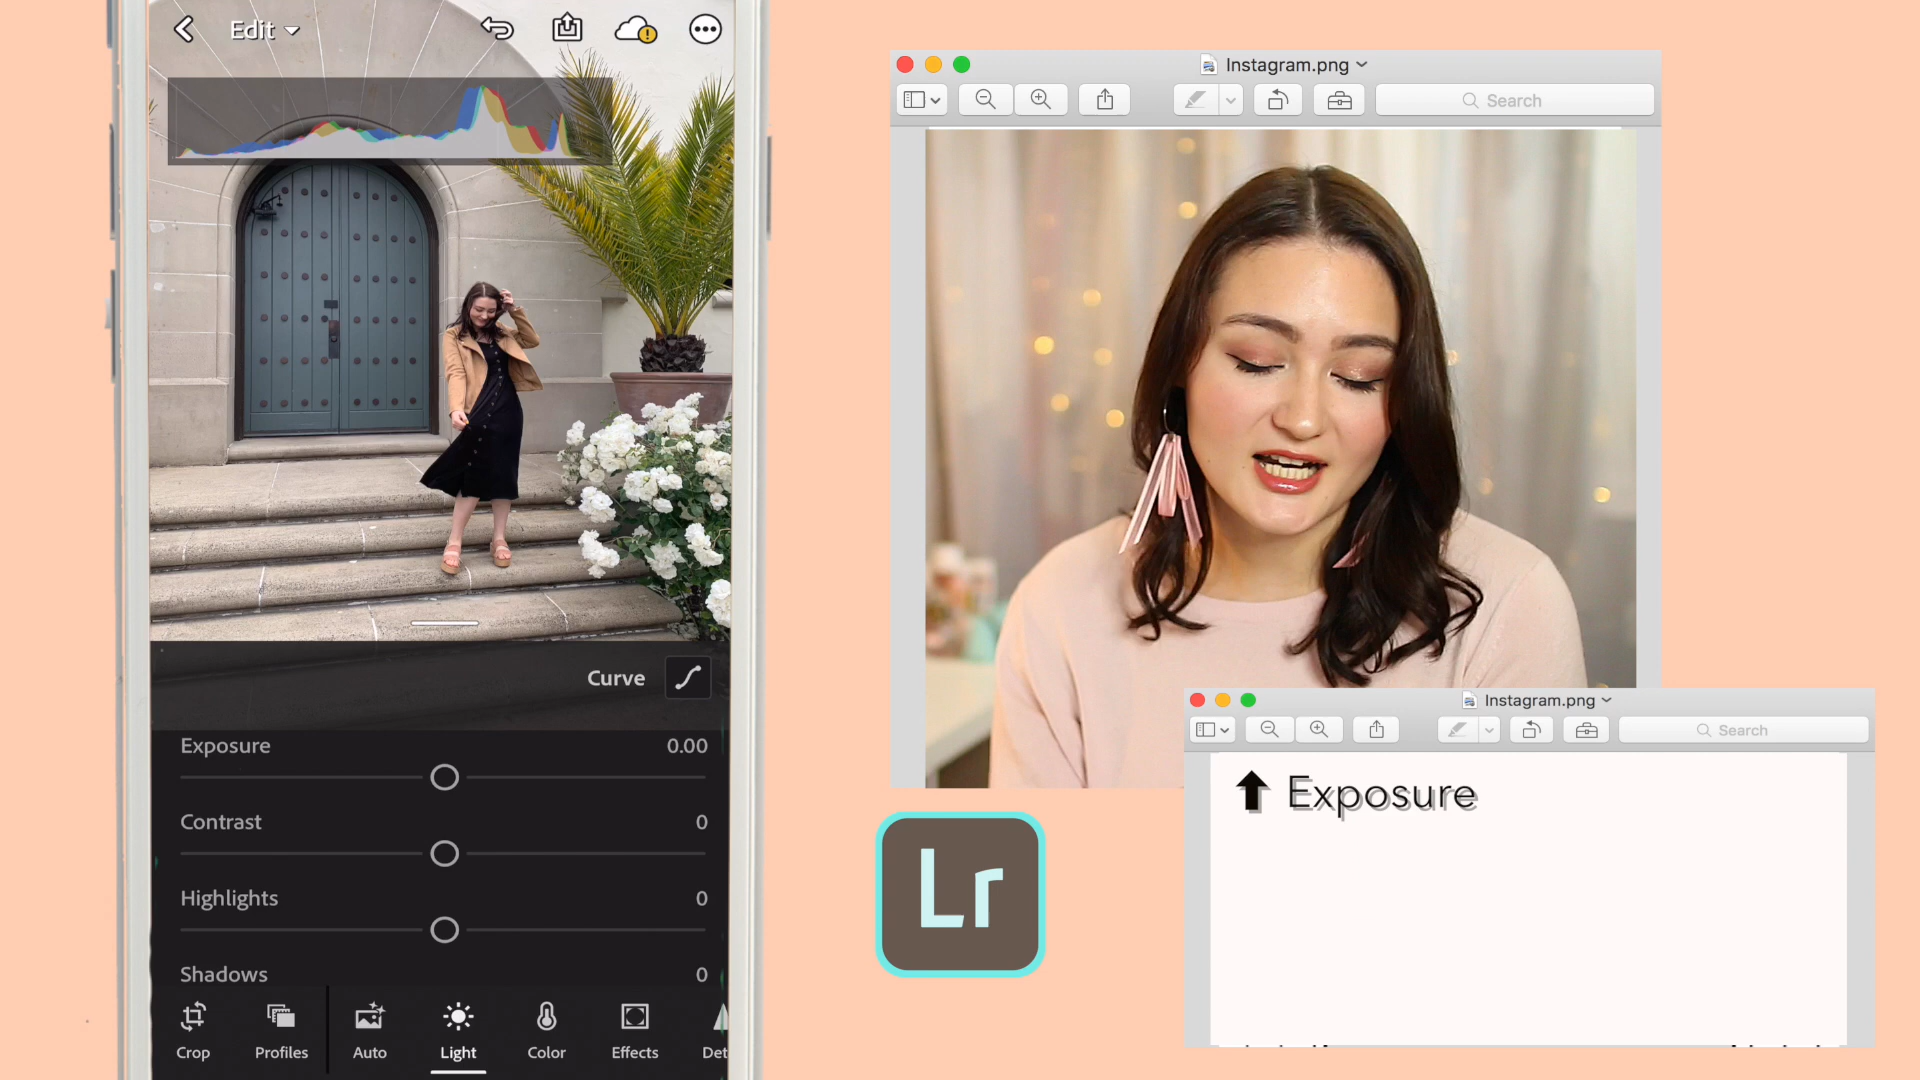 Edit
Curve
Exposure 0.00
Contrast 0
Highlights 0
Shadows 0
Crop Profiles Auto Light Color Effects Det
Instagram.png
Search
Instagram.png
Search
Exposure
Lr